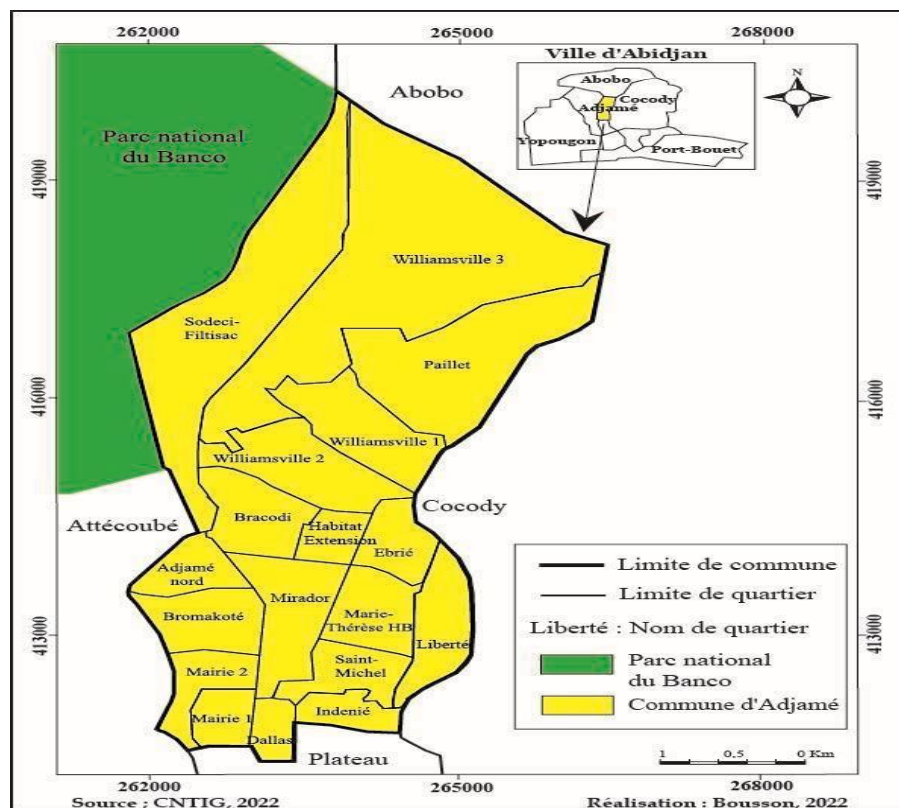 262000 265000 268000
Ville d'Abidjan
Abobo
Cocody
Adjamé
Yopougon
Port-Bouet
N
Abobo
Parc national
du Banco
419000 419000
Williamsville 3
Sodeci-
Filtisac
Paillet
416000 416000
Williamsville 1
Williamsville 2
Cocody
Attécoubé
Bracodi
Habitat
Extension
Ebrié
Adjamé
nord
Mirador
Bromakoté
Marie-
Thérèse HB
Liberté
413000 413000
Saint-
Michel
Mairie 2
Mairie 1
Indenié
Dallas
Plateau
Limite de commune
Limite de quartier
Liberté : Nom de quartier
Parc national
du Banco
Commune d'Adjamé
1 0,5 0 Km
262000 265000 268000
Source : CNTIG, 2022 Réalisation : Bousson, 2022